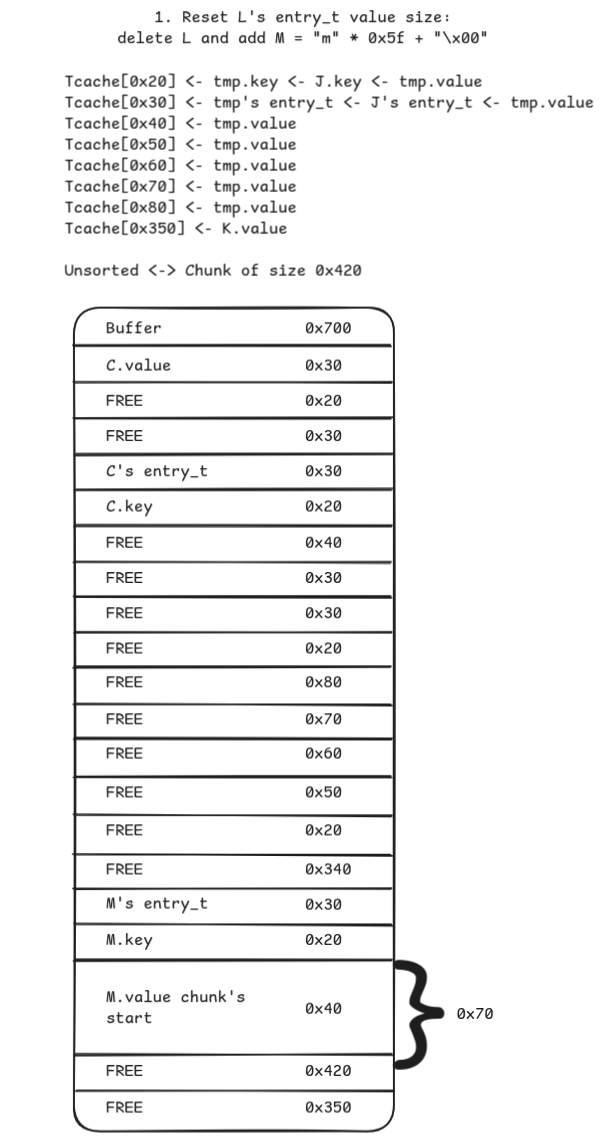 1. Reset L's entry_t value size:
delete L and add M = "m" * 0x5f + "\x00"
Tcache[0x20] <- tmp.key <- J.key <- tmp.value
Tcache[0x30] <- tmp's entry_t <- J's entry_t <- tmp.value
Tcache[0x40] <- tmp.value
Tcache[0x50] <- tmp.value
Tcache[0x60] <- tmp.value
Tcache[0x70] <- tmp.value
Tcache[0x80] <- tmp.value
Tcache[0x350] <- K.value
Unsorted <-> Chunk of size 0x420
Buffer 0x700
C.value 0x30
FREE 0x20
FREE 0x30
C's entry_t 0x30
C.key 0x20
FREE 0x40
FREE 0x30
FREE 0x30
FREE 0x20
FREE 0x80
FREE 0x70
FREE 0x60
FREE 0x50
FREE 0x20
FREE 0x340
M's entry_t 0x30
M.key 0x20
M.value chunk's
start 0x40
0x70
FREE 0x420
FREE 0x350